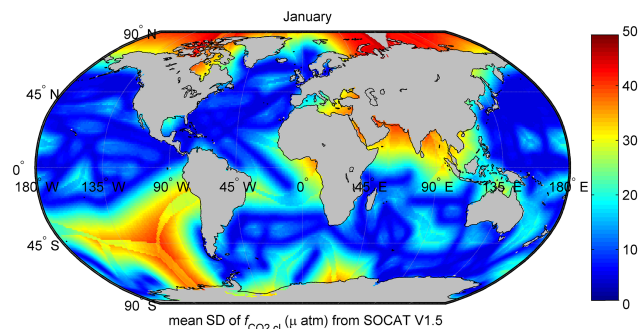 January
90° N
45° N
0°
180° W 135° W 90° W 45° W 0° 45° E 90° E 135° E 180° E
45° S
90° S
50
40
30
20
10
0
mean SD of f_CO2,cl (μ atm) from SOCAT V1.5